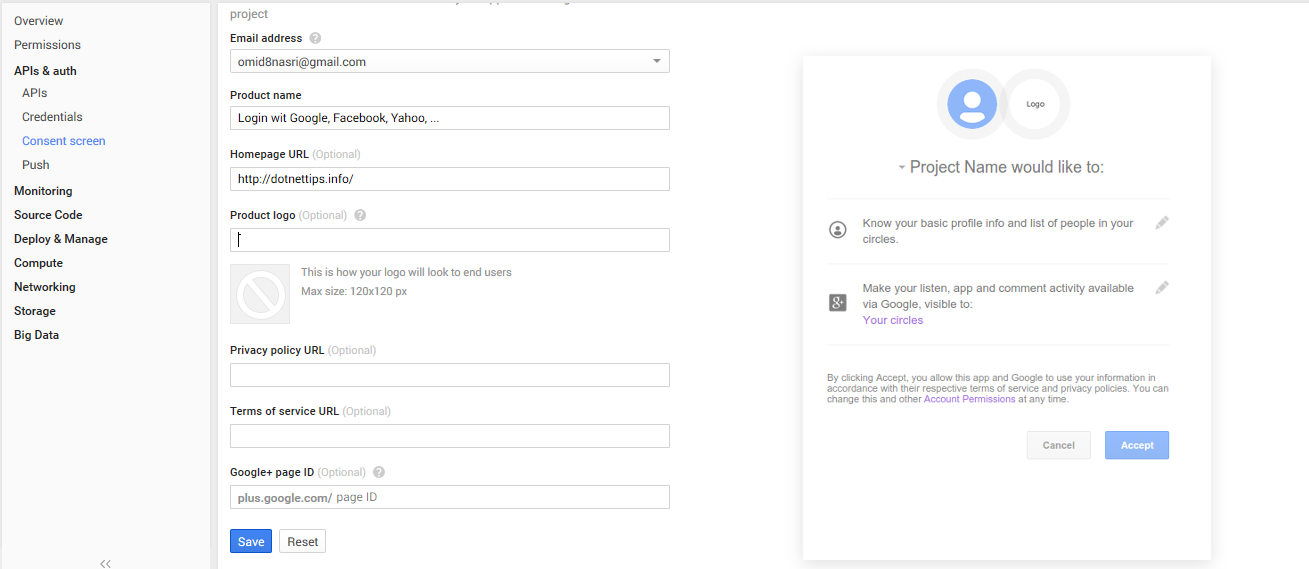 Overview
Permissions
APIs & auth
APIs
Credentials
Consent screen
Push
Monitoring
Source Code
Deploy & Manage
Compute
Networking
Storage
Big Data
project
Email address ?
omid8nasri@gmail.com
Product name
Login wit Google, Facebook, Yahoo, ...
Homepage URL (Optional)
http://dotnettips.info/
Product logo (Optional) ?
This is how your logo will look to end users
Max size: 120x120 px
Privacy policy URL (Optional)
Terms of service URL (Optional)
Google+ page ID (Optional) ?
plus.google.com/ page ID
Save Reset
Logo
Project Name would like to:
Know your basic profile info and list of people in your
circles.
g+
Make your listen, app and comment activity available
via Google, visible to:
Your circles
By clicking Accept, you allow this app and Google to use your information in
accordance with their respective terms of service and privacy policies. You can
change this and other Account Permissions at any time.
Cancel Accept